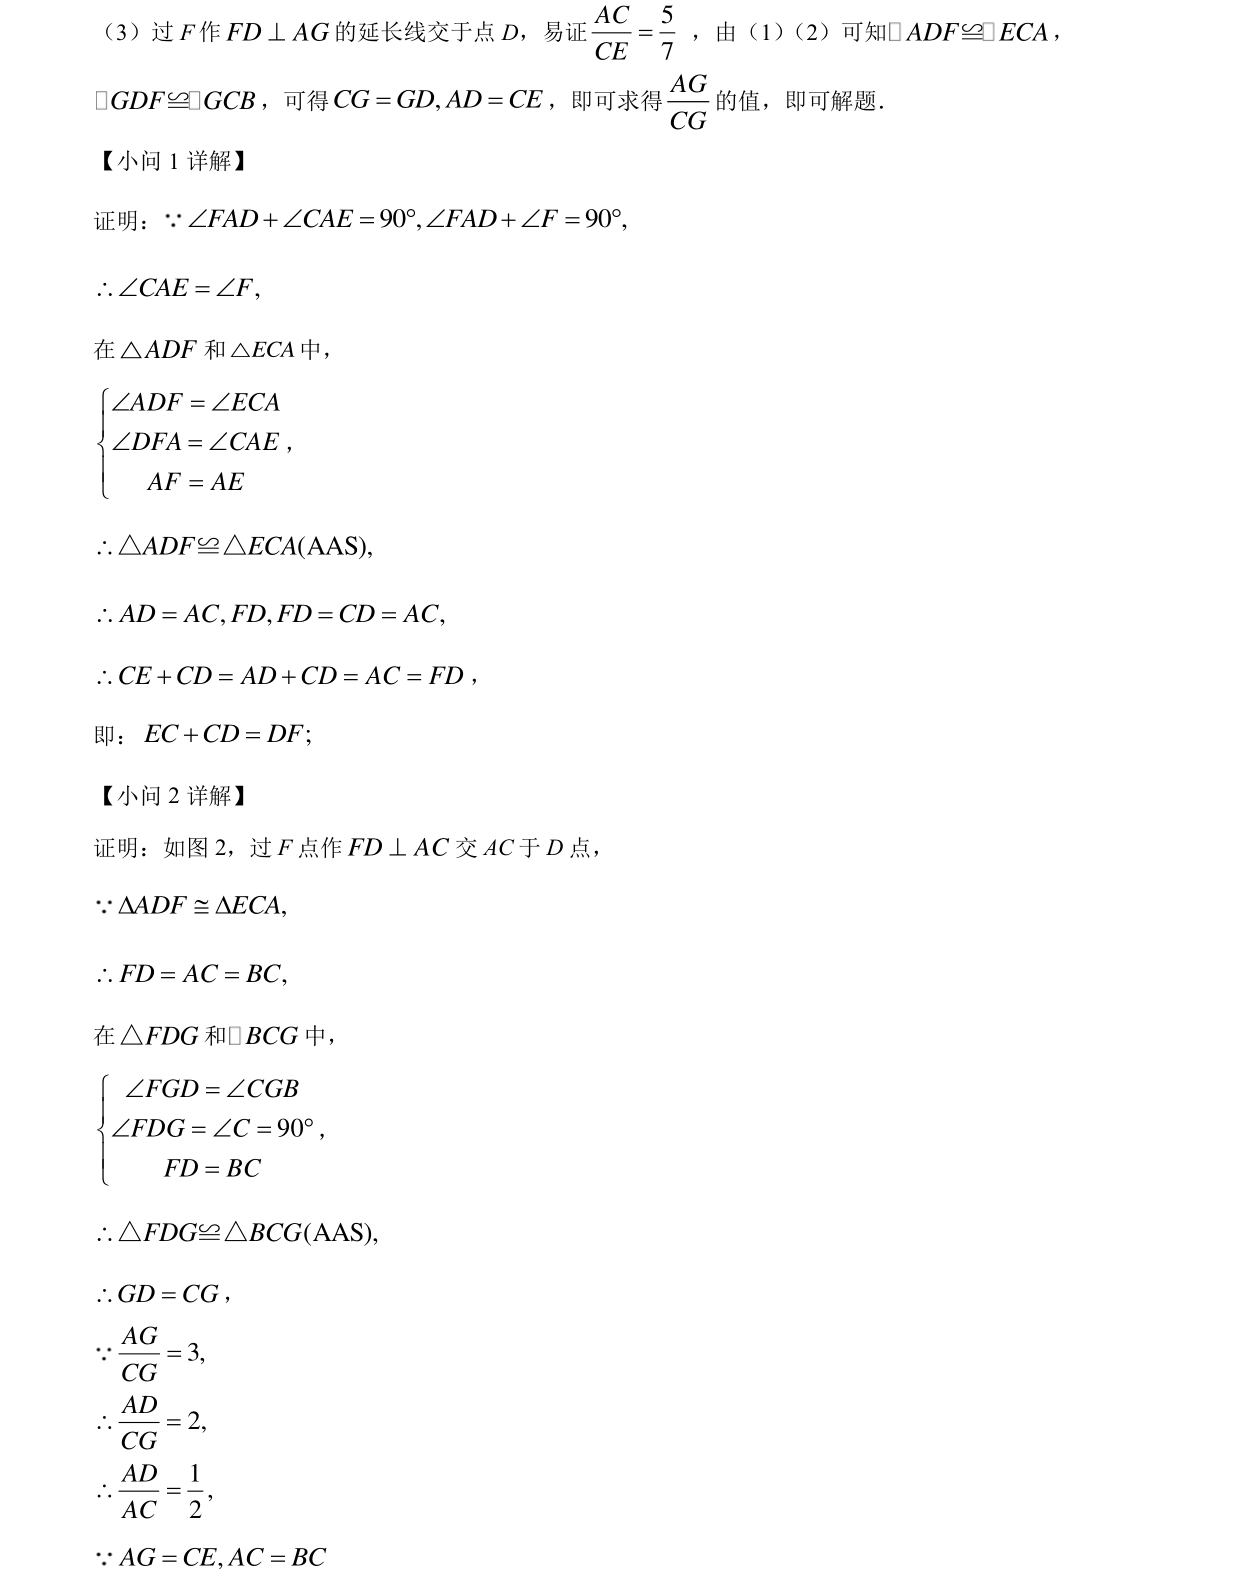 （3）过 F 作 FD ⊥ AG 的延长线交于点 D，易证 AC/CE = 5/7 ，由（1）（2）可知□ADF≌□ECA，
□GDF≌□GCB，可得 CG = GD, AD = CE，即可求得 AG/CG 的值，即可解题．
【小问 1 详解】
证明：∵ ∠FAD + ∠CAE = 90°, ∠FAD + ∠F = 90°,
∴ ∠CAE = ∠F,
在 △ADF 和 △ECA 中，
{ ∠ADF = ∠ECA
∠DFA = ∠CAE ，
AF = AE
∴ △ADF≌△ECA(AAS),
∴ AD = AC, FD, FD = CD = AC,
∴ CE + CD = AD + CD = AC = FD ，
即： EC + CD = DF;
【小问 2 详解】
证明：如图 2，过 F 点作 FD ⊥ AC 交 AC 于 D 点，
∵ ΔADF ≅ ΔECA,
∴ FD = AC = BC,
在 △FDG 和□BCG 中，
{ ∠FGD = ∠CGB
∠FDG = ∠C = 90° ，
FD = BC
∴ △FDG≌△BCG(AAS),
∴ GD = CG ，
∵ AG/CG = 3,
∴ AD/CG = 2,
∴ AD/AC = 1/2,
∵ AG = CE, AC = BC